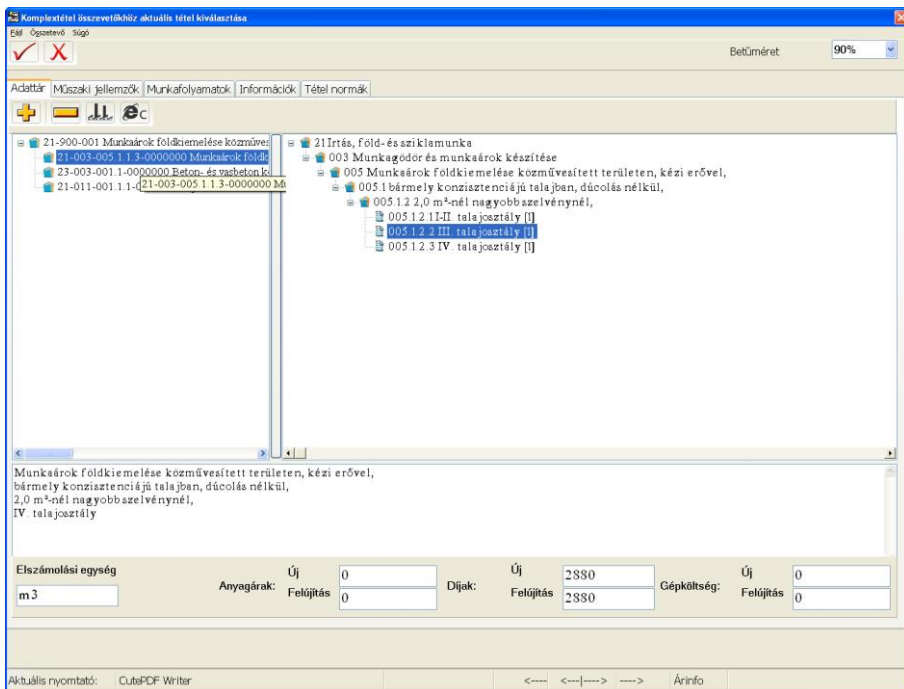 Komplextétel összevetőkhöz aktuális tétel kiválasztása
Fájl Összetevő Súgó
Betűméret 90%
Adattár Műszaki jellemzők Munkafolyamatok Információk Tétel normák
21-900-001 Munkaárok földkiemelése közműves
21-003-005.1.1.3-0000000 Munkaárok földk
23-003-001.1-0000000 Beton- és vasbeton k
21-011-001.1.1-0
21-003-005.1.1.3-0000000 Mu
21 Irtás, föld- és sziklamunka
003 Munkagödör és munkaárok készítése
005 Munkaárok földkiemelése közművesített területen, kézi erővel,
005.1 bármely konzisztenciájú talajban, dúcolás nélkül,
005.1.2 2,0 m²-nél nagyobb szelvénynél,
005.1.2.1 I-II. talajosztály [1]
005.1.2.2 III. talajosztály [1]
005.1.2.3 IV. talajosztály [1]
Munkaárok földkiemelése közművesített területen, kézi erővel,
bármely konzisztenciájú talajban, dúcolás nélkül,
2,0 m²-nél nagyobb szelvénynél,
IV. talajosztály
Elszámolási egység
m3
Anyagárak: Új 0
Felújítás 0
Díjak: Új 2880
Felújítás 2880
Gépköltség: Új 0
Felújítás 0
Aktuális nyomtató: CutePDF Writer <---- <---|----> ----> Árinfo